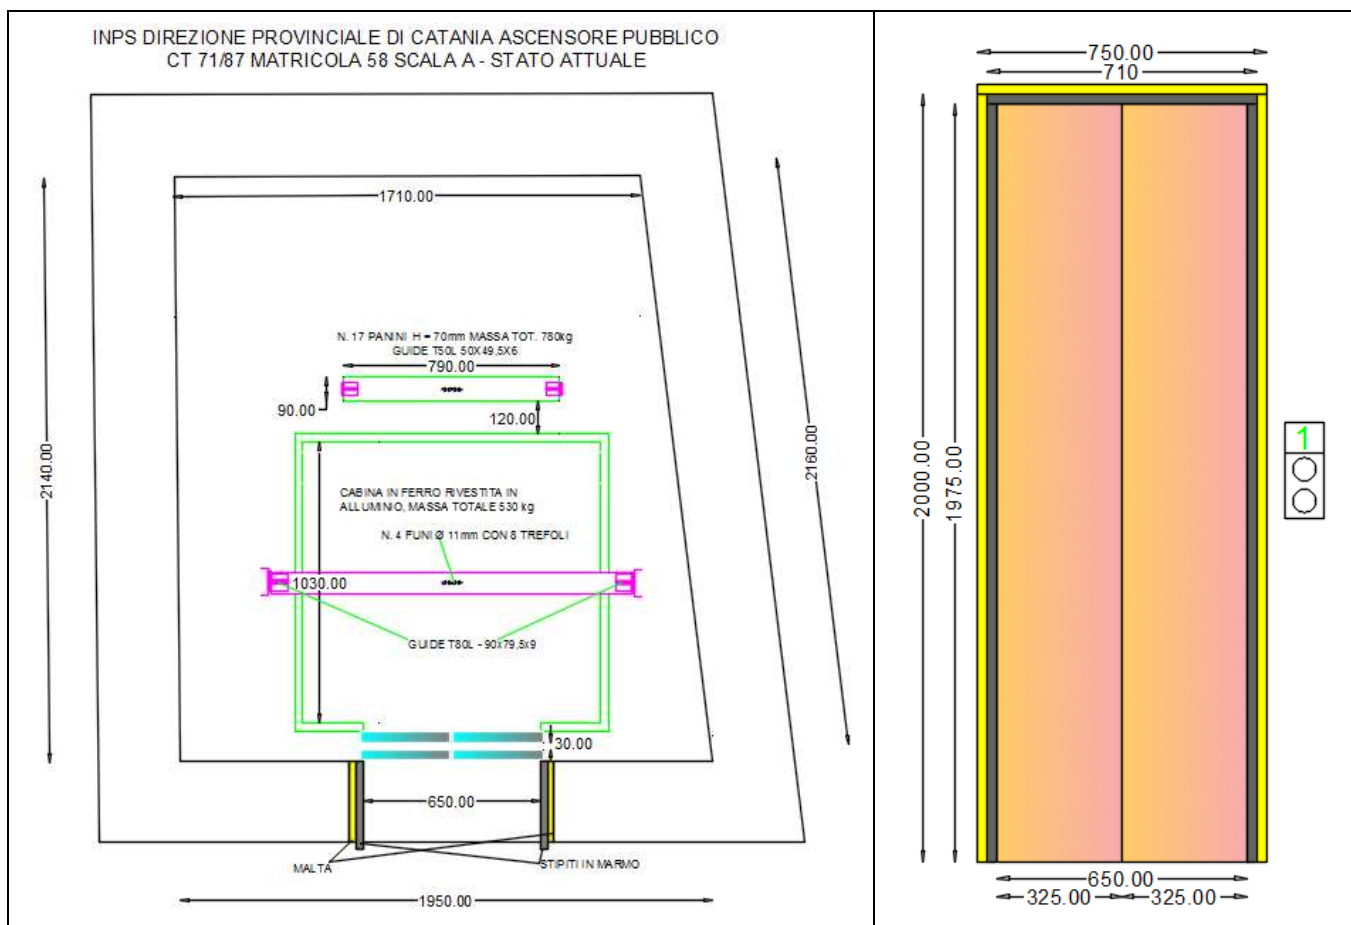 INPS DIREZIONE PROVINCIALE DI CATANIA ASCENSORE PUBBLICO
CT 71/87 MATRICOLA 58 SCALA A - STATO ATTUALE
1710.00
2140.00
2160.00
N. 17 PANINI H = 70mm MASSA TOT. 780kg
GUIDE T50L 50X49,5X6
790.00
90.00
120.00
CABINA IN FERRO RIVESTITA IN
ALLUMINIO, MASSA TOTALE 530 kg
N. 4 FUNI Ø 11mm CON 8 TREFOLI
1030.00
GUIDE T80L - 90x79,5x9
30.00
650.00
MALTA
STIPITI IN MARMO
1950.00
750.00
710
2000.00
1975.00
1
650.00
325.00
325.00